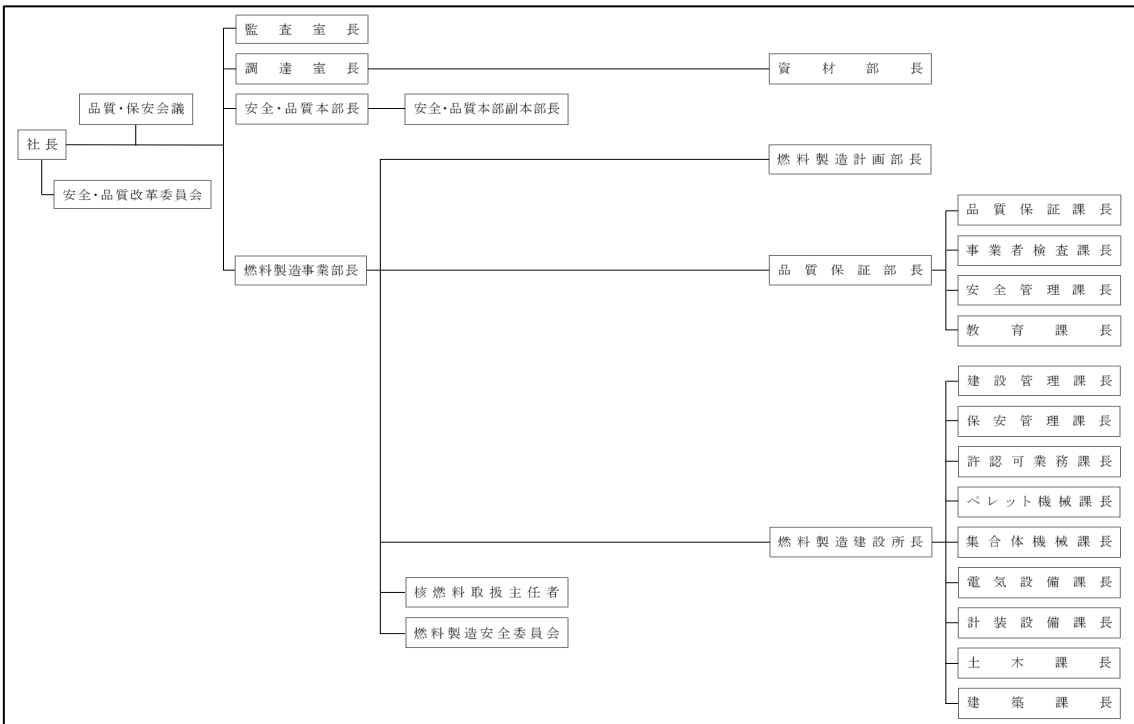 監査室長
調達室長
資材部長
品質・保安会議
安全・品質本部長
安全・品質本部副本部長
社長
安全・品質改革委員会
燃料製造事業部長
燃料製造計画部長
品質保証部長
品質保証課長
事業者検査課長
安全管理課長
教育課長
燃料製造建設所長
建設管理課長
保安管理課長
許認可業務課長
ペレット機械課長
集合体機械課長
電気設備課長
計装設備課長
土木課長
建築課長
核燃料取扱主任者
燃料製造安全委員会